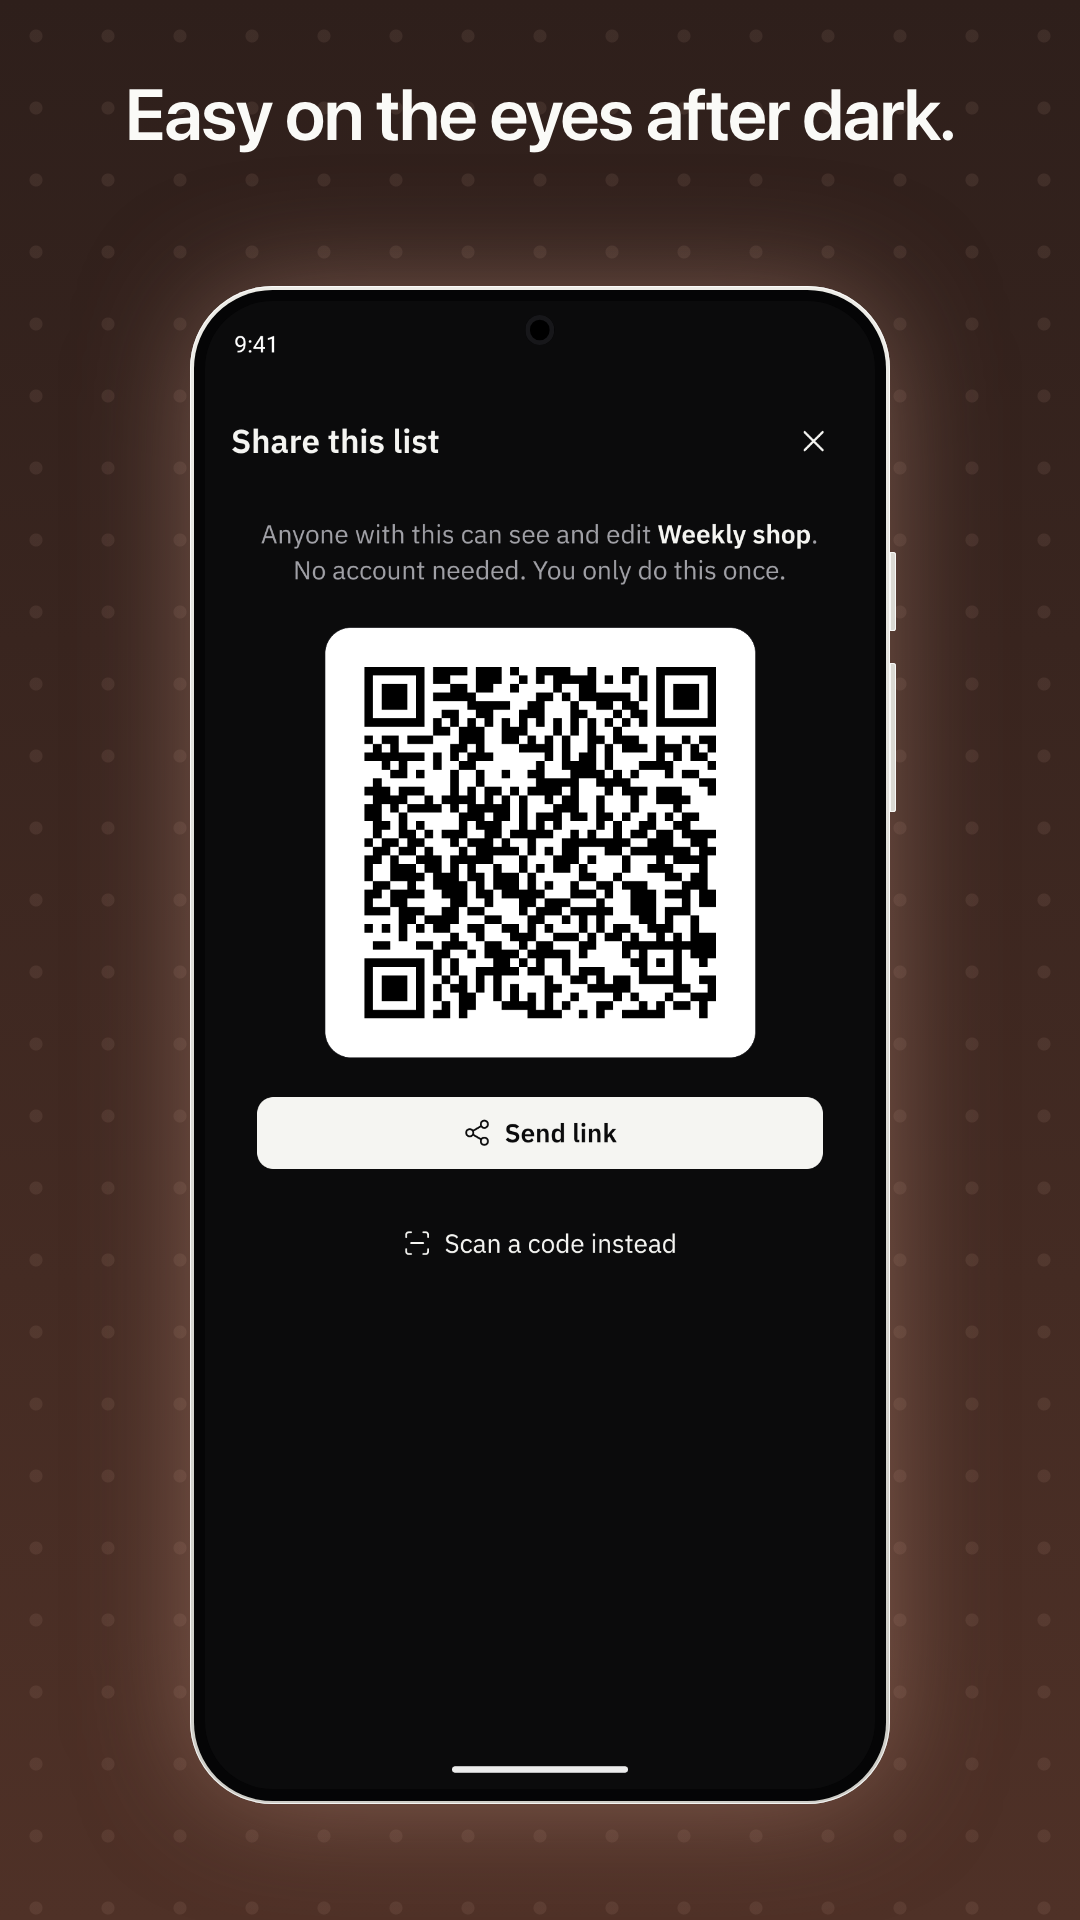 Easy on the eyes after dark.
9:41
Share this list
Anyone with this can see and edit Weekly shop.
No account needed. You only do this once.
Send link
Scan a code instead